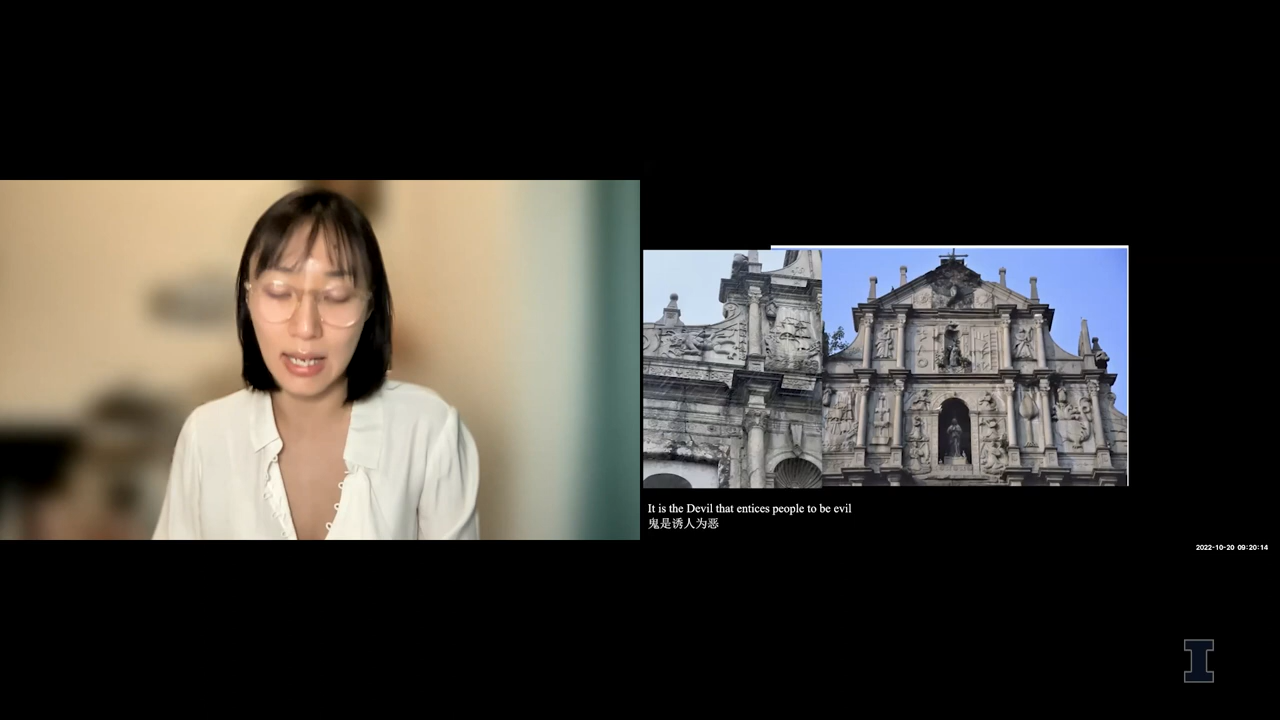 It is the Devil that entices people to be evil
鬼是诱人为恶
2022-10-20 09:20:14
I